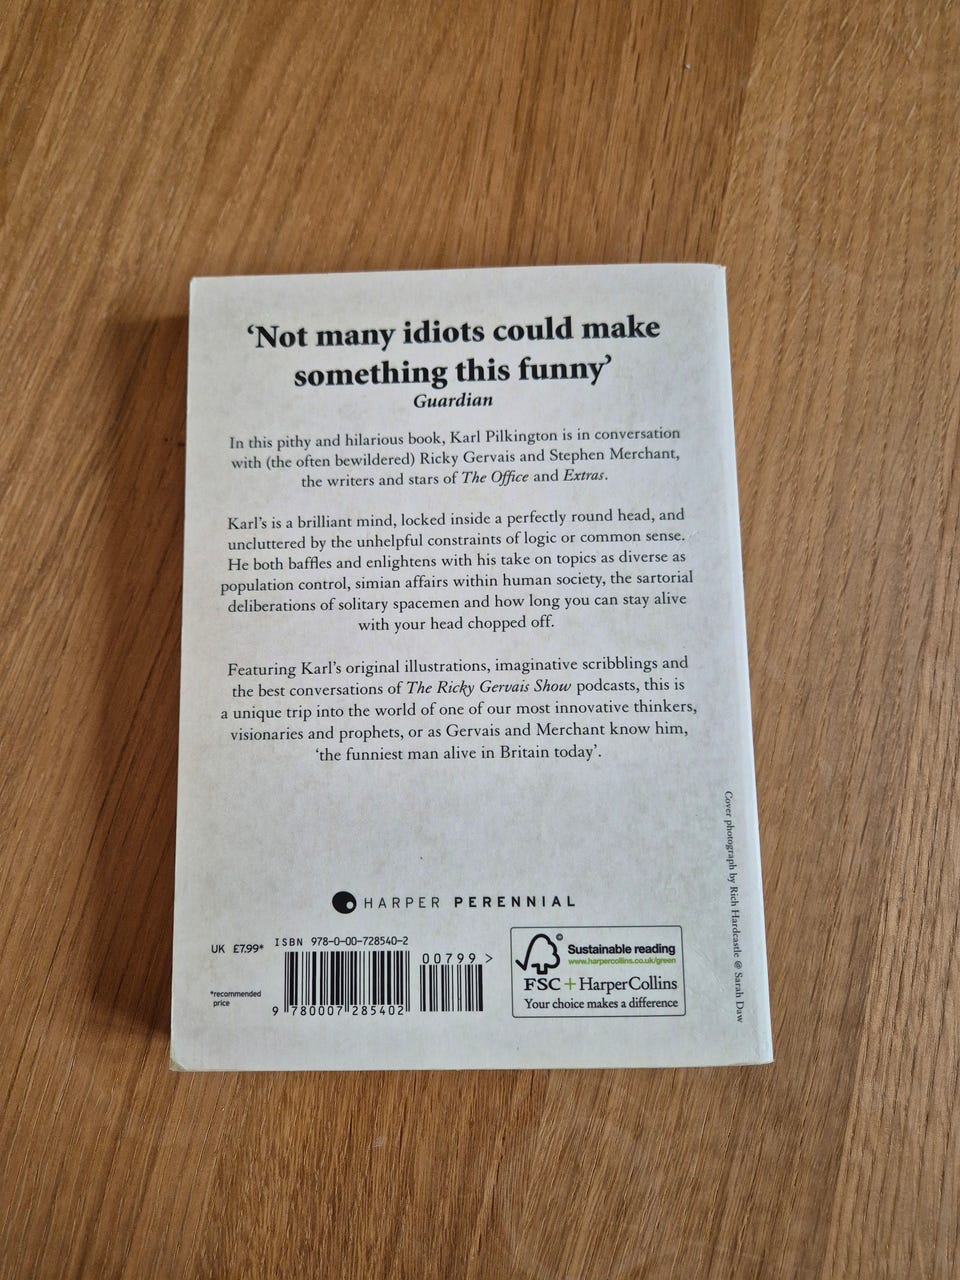 ‘Not many idiots could make
something this funny’
Guardian
In this pithy and hilarious book, Karl Pilkington is in conversation
with (the often bewildered) Ricky Gervais and Stephen Merchant,
the writers and stars of The Office and Extras.
Karl’s is a brilliant mind, locked inside a perfectly round head, and
uncluttered by the unhelpful constraints of logic or common sense.
He both baffles and enlightens with his take on topics as diverse as
population control, simian affairs within human society, the sartorial
deliberations of solitary spacemen and how long you can stay alive
with your head chopped off.
Featuring Karl’s original illustrations, imaginative scribblings and
the best conversations of The Ricky Gervais Show podcasts, this is
a unique trip into the world of one of our most innovative thinkers,
visionaries and prophets, or as Gervais and Merchant know him,
‘the funniest man alive in Britain today’.
Cover photograph by Rich Hardcastle @ Sarah Daw
HARPER PERENNIAL
UK £7.99*
*recommended
price
ISBN 978-0-00-728540-2
00799 >
9 780007 285402
©
Sustainable reading
www.harpercollins.co.uk/green
FSC + HarperCollins
Your choice makes a difference